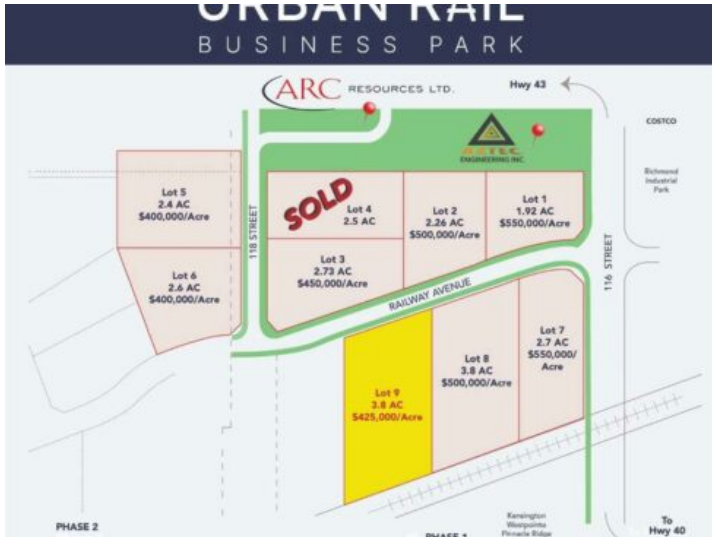 URBAN RAIL
BUSINESS PARK
ARC RESOURCES LTD.
Hwy 43
COSTCO
AZTEC
ENGINEERING INC.
Richmond
Industrial
Park
Lot 5
2.4 AC
$400,000/Acre
118 STREET
SOLD
Lot 4
2.5 AC
Lot 2
2.26 AC
$500,000/Acre
Lot 1
1.92 AC
$550,000/Acre
Lot 6
2.6 AC
$400,000/Acre
Lot 3
2.73 AC
$450,000/Acre
116 STREET
RAILWAY AVENUE
Lot 7
2.7 AC
$550,000/
Acre
Lot 8
3.8 AC
$500,000/Acre
Lot 9
3.8 AC
$425,000/Acre
PHASE 2
PHASE 1
Kensington
Westpointe
Pinnacle Ridge
To
Hwy 40